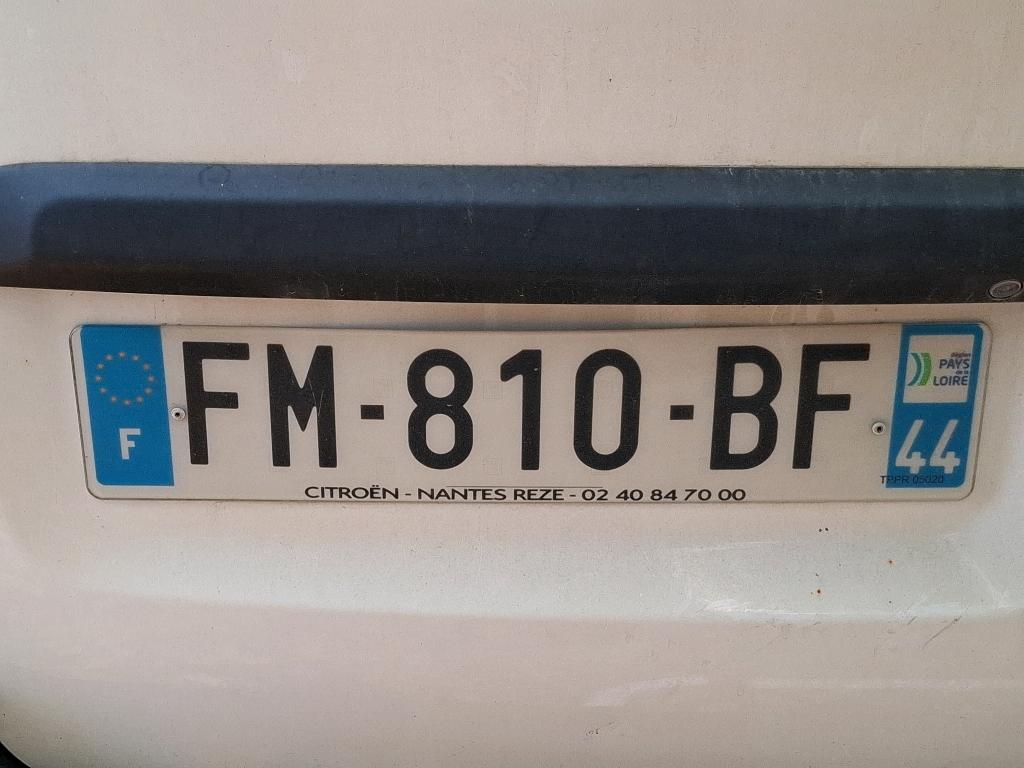 F
FM-810-BF
Région
PAYS
de la
LOIRE
44
TPPR 05020
CITROËN - NANTES REZE - 02 40 84 70 00